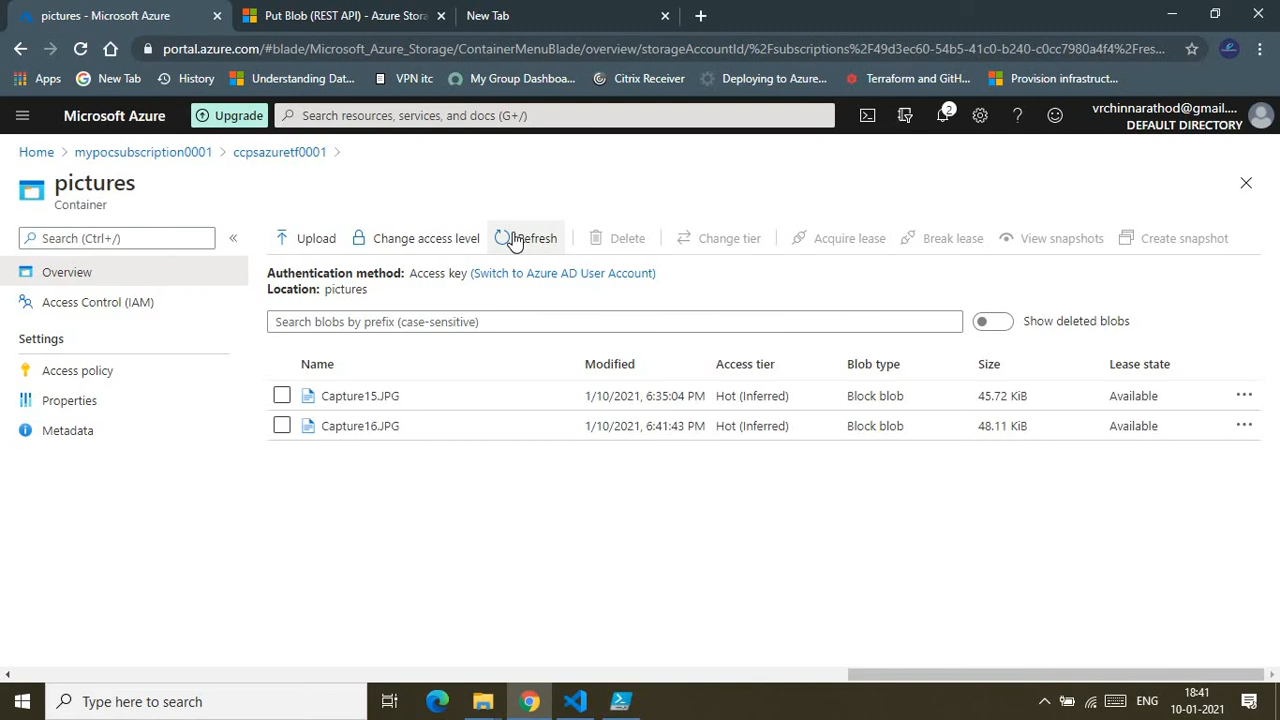 pictures - Microsoft Azure
Put Blob (REST API) - Azure Stora
New Tab
portal.azure.com/#blade/Microsoft_Azure_Storage/ContainerMenuBlade/overview/storageAccountId/%2Fsubscriptions%2F49d3ec60-54b5-41c0-b240-c0cc7980a4f4%2Fres...
Apps
New Tab
History
Understanding Dat...
VPN itc
My Group Dashboa...
Citrix Receiver
Deploying to Azure...
Terraform and GitH...
Provision infrastruct...
Microsoft Azure
Upgrade
Search resources, services, and docs (G+/)
2
vrchinnarathod@gmail....
DEFAULT DIRECTORY
Home
mypocsubscription0001
ccpsazuretf0001
pictures
Container
Search (Ctrl+/)
Upload
Change access level
Refresh
Delete
Change tier
Acquire lease
Break lease
View snapshots
Create snapshot
Overview
Access Control (IAM)
Settings
Access policy
Properties
Metadata
Authentication method: Access key (Switch to Azure AD User Account)
Location: pictures
Search blobs by prefix (case-sensitive)
Show deleted blobs
Name Modified Access tier Blob type Size Lease state
Capture15.JPG 1/10/2021, 6:35:04 PM Hot (Inferred) Block blob 45.72 KiB Available
Capture16.JPG 1/10/2021, 6:41:43 PM Hot (Inferred) Block blob 48.11 KiB Available
Type here to search
ENG
18:41
10-01-2021